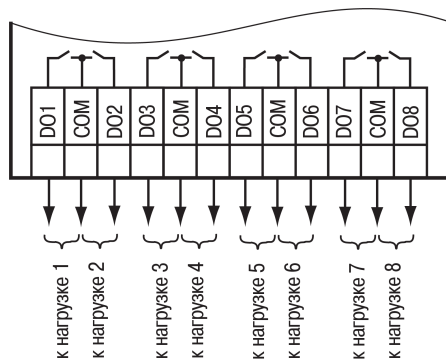 DO1
COM
DO2
DO3
COM
DO4
DO5
COM
DO6
DO7
COM
DO8
к нагрузке 1
к нагрузке 2
к нагрузке 3
к нагрузке 4
к нагрузке 5
к нагрузке 6
к нагрузке 7
к нагрузке 8